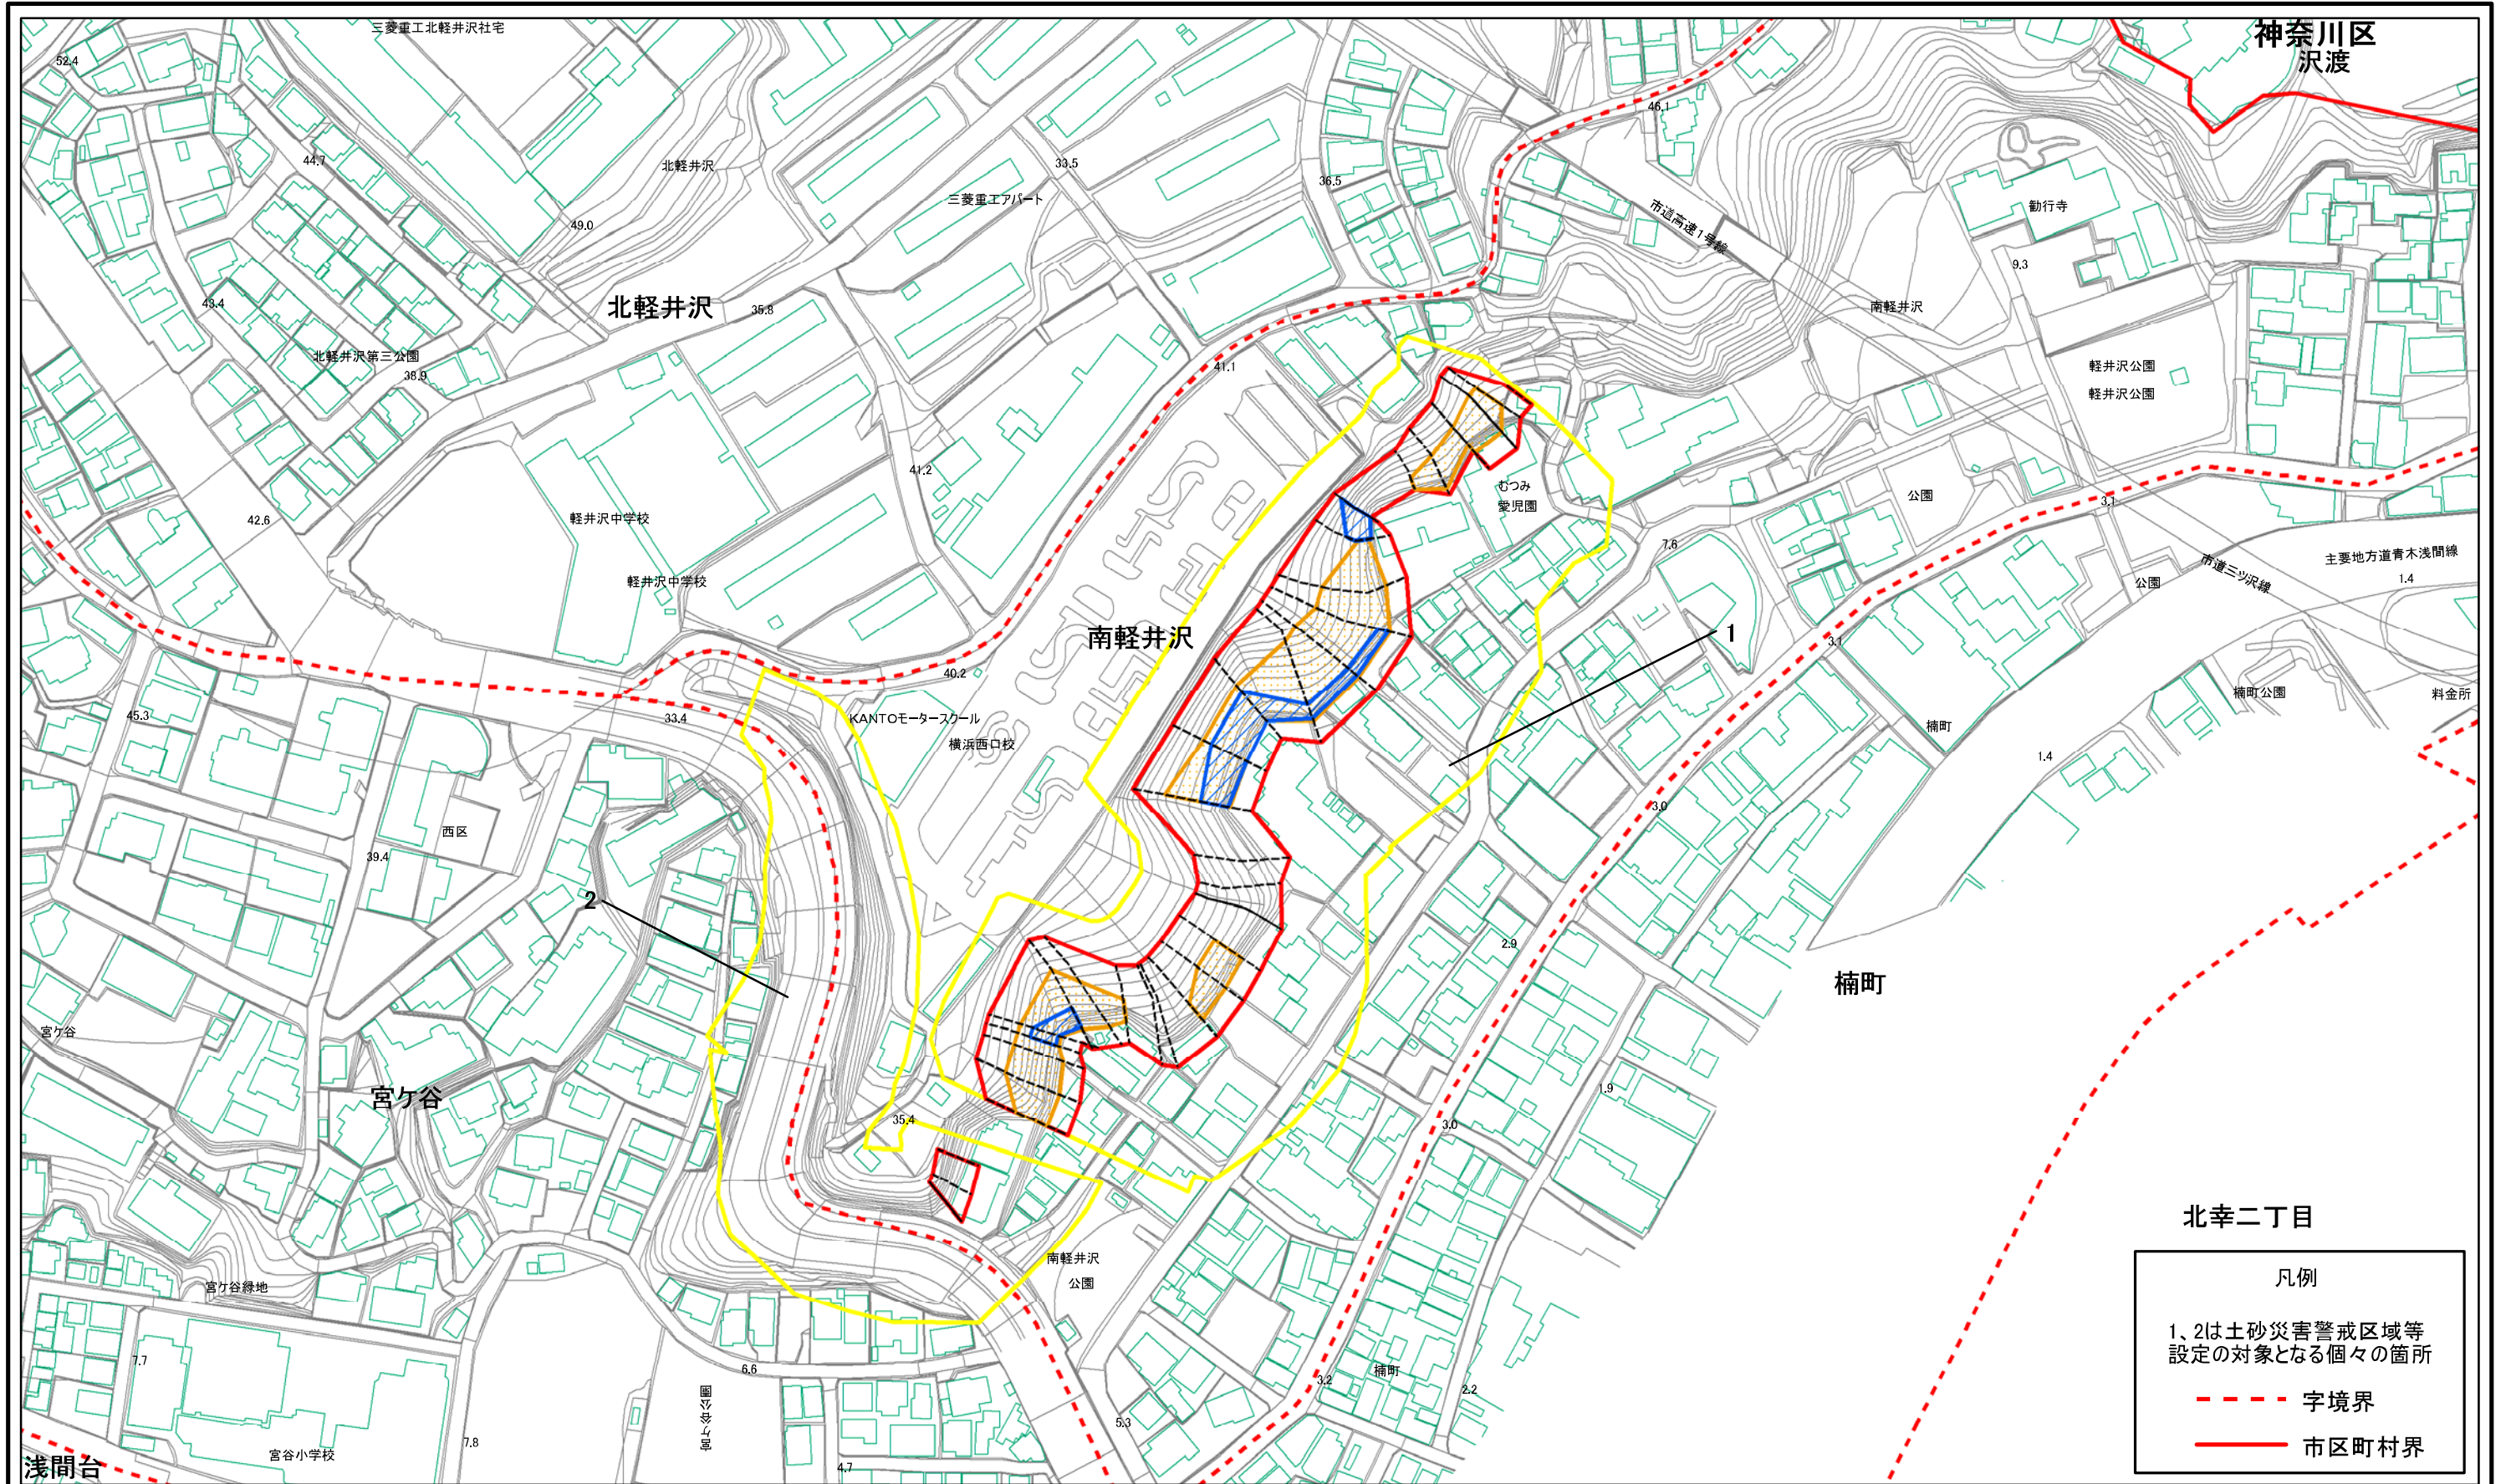 三菱重工北軽井沢社宅
神奈川区
沢渡
52.4
46.1
44.7
北軽井沢
33.5
36.5
三菱重工アパート
勧行寺
市道高速1号線
49.0
9.3
43.4
北軽井沢
35.8
南軽井沢
北軽井沢第三公園
38.9
41.1
軽井沢公園
軽井沢公園
41.2
むつみ
愛児園
公園
3.1
42.6
軽井沢中学校
7.6
主要地方道青木浅間線
市道三ツ沢線
1.4
軽井沢中学校
公園
南軽井沢
1
3.1
40.2
楠町公園
料金所
45.3
33.4
KANTOモータースクール
横浜西口校
楠町
1.4
3.0
西区
39.4
2
2.9
楠町
宮ケ谷
宮ケ谷
1.9
35.4
3.0
北幸二丁目
南軽井沢
公園
宮ケ谷緑地
凡例
1、2は土砂災害警戒区域等
設定の対象となる個々の箇所
字境界
市区町村界
7.7
6.6
楠町
3.2
2.2
宮ケ谷公園
5.3
7.8
宮谷小学校
浅間台
4.7